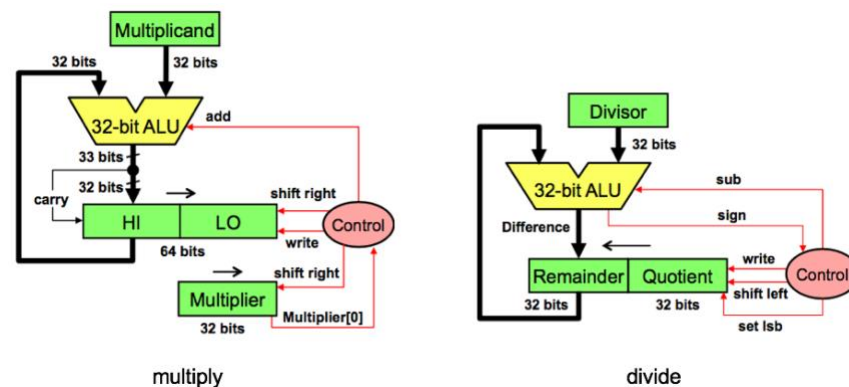 Multiplicand
32 bits
32 bits
32-bit ALU
add
33 bits
32 bits
carry
shift right
HI
LO
Control
write
64 bits
shift right
Multiplier
32 bits
Multiplier[0]
multiply
Divisor
32 bits
32-bit ALU
sub
Difference
sign
write
Remainder
Quotient
Control
shift left
32 bits
32 bits
set lsb
divide